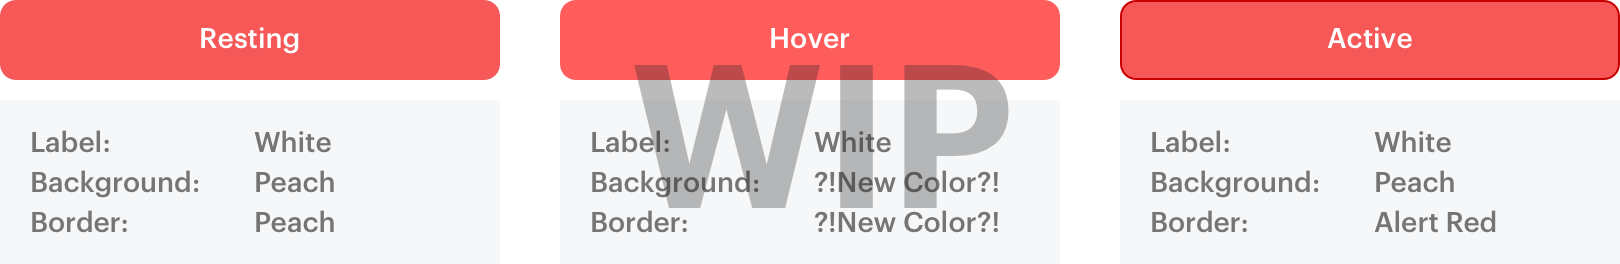 Resting
Hover
Active
WIP
Label: White
Background: Peach
Border: Peach
Label: White
Background: ?!New Color?!
Border: ?!New Color?!
Label: White
Background: Peach
Border: Alert Red